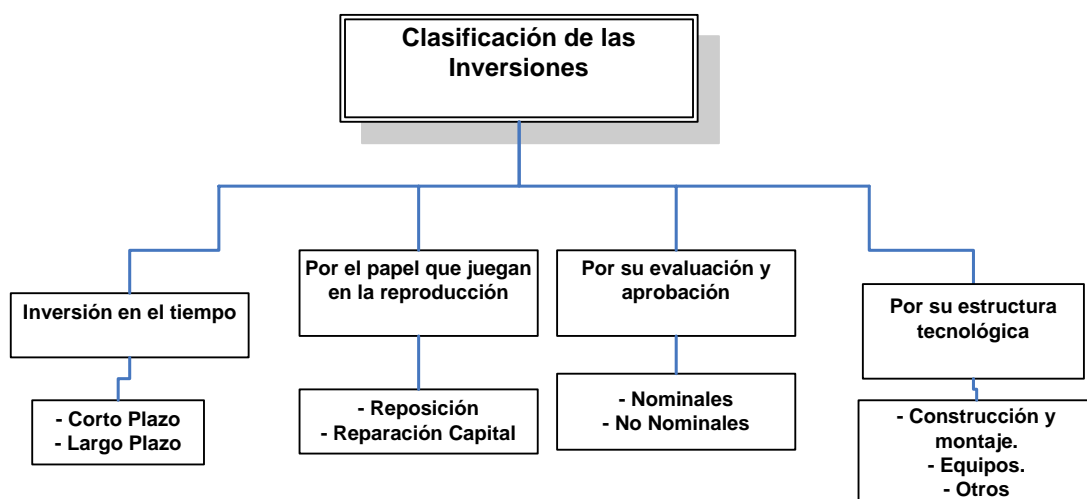 Clasificación de las
Inversiones
Inversión en el tiempo
Por el papel que juegan
en la reproducción
Por su evaluación y
aprobación
Por su estructura
tecnológica
- Corto Plazo
- Largo Plazo
- Reposición
- Reparación Capital
- Nominales
- No Nominales
- Construcción y
montaje.
- Equipos.
- Otros